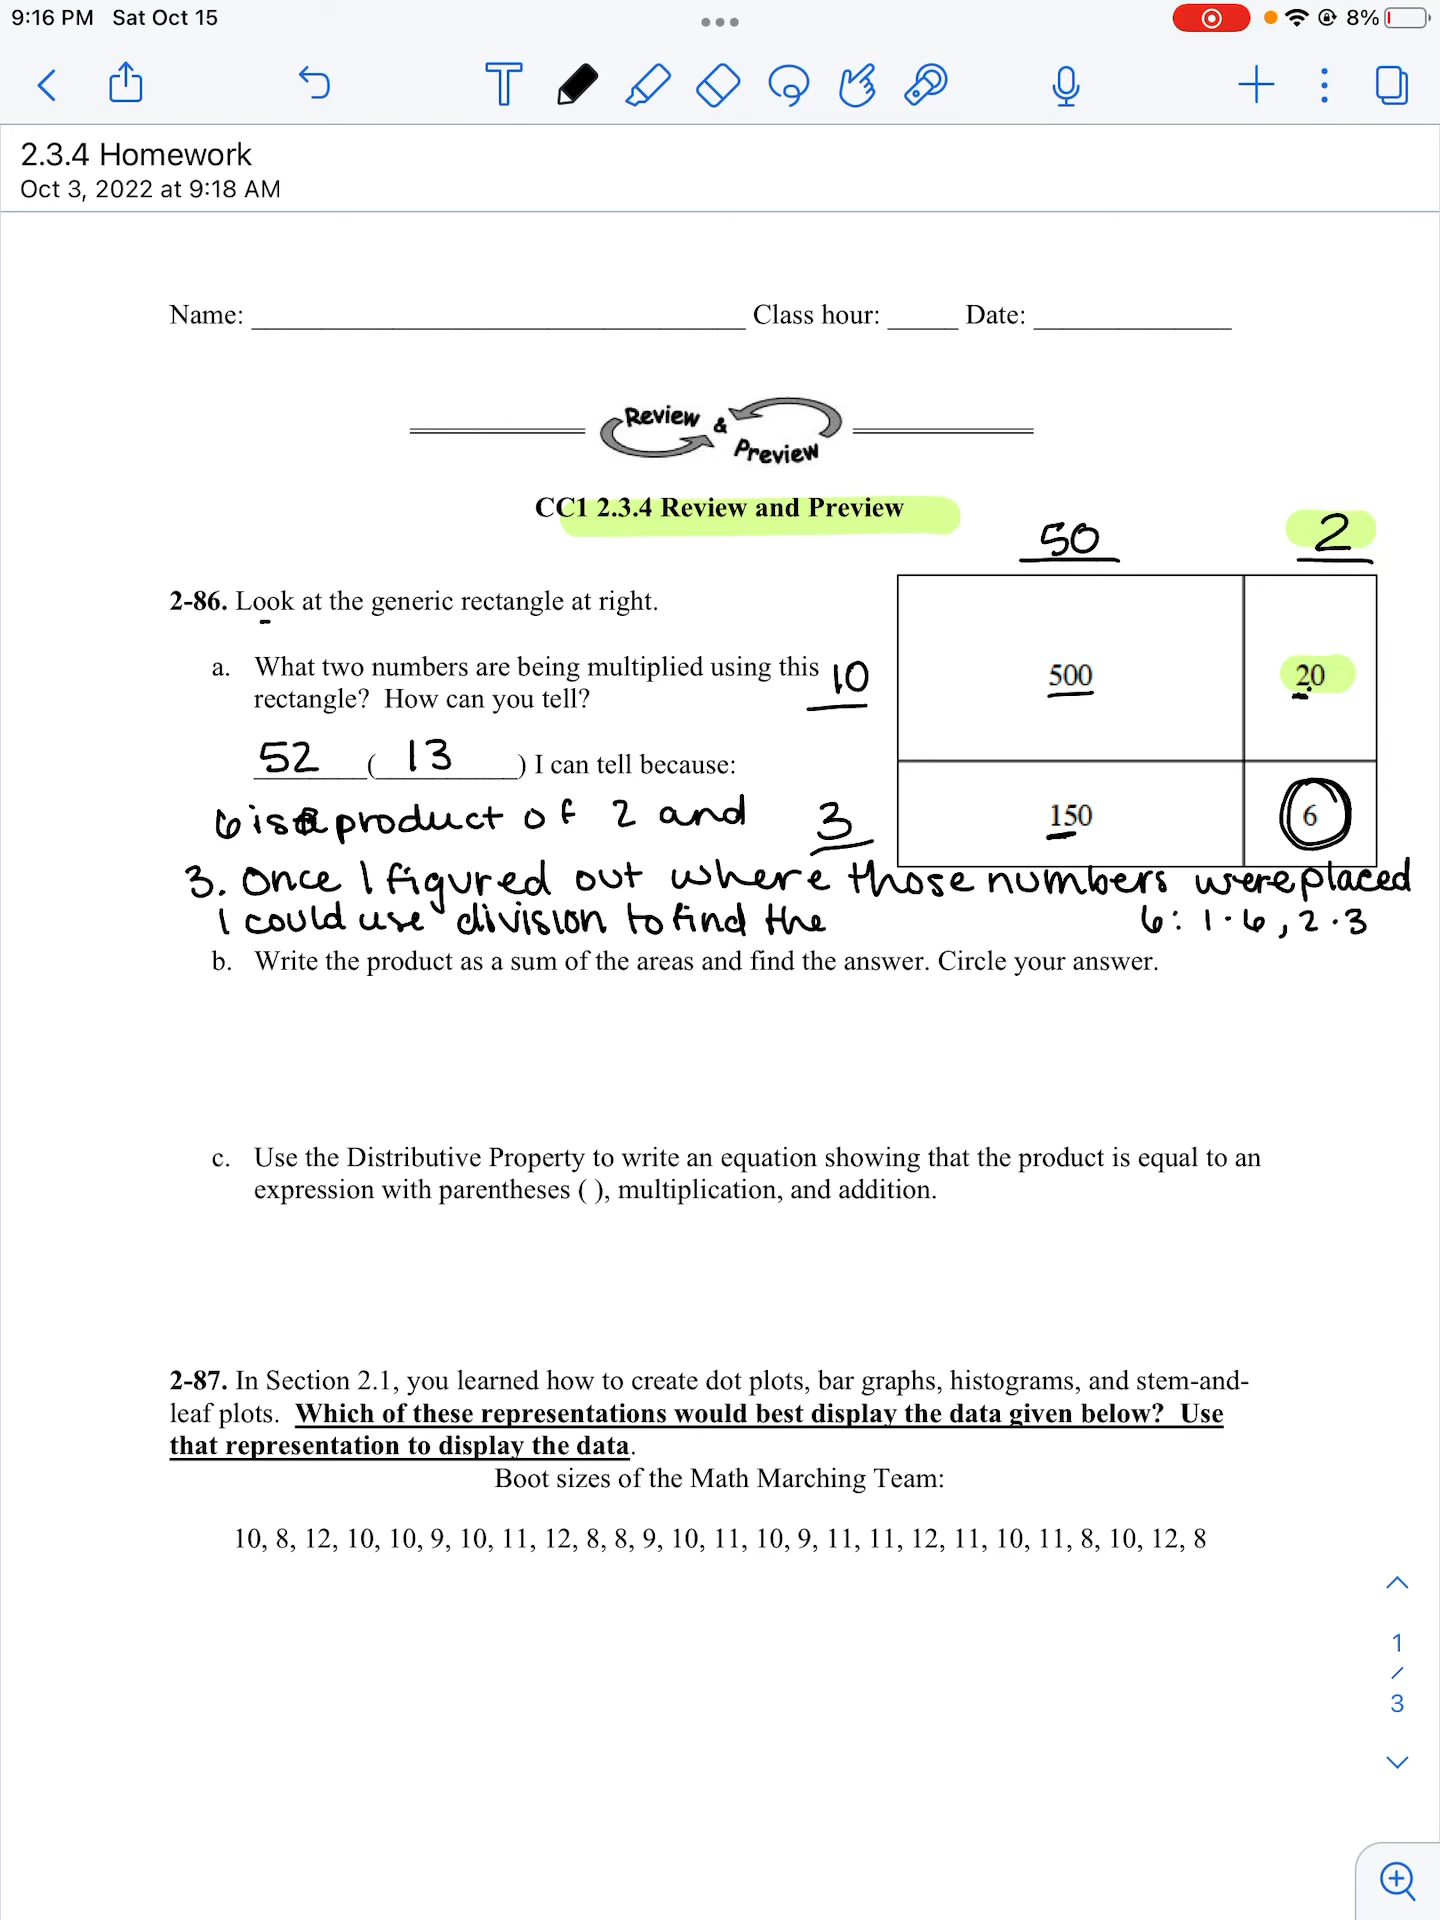 9:16 PM Sat Oct 15
8%
2.3.4 Homework
Oct 3, 2022 at 9:18 AM
Name: Class hour: Date:
Review & Preview
CC1 2.3.4 Review and Preview
50 2
2-86. Look at the generic rectangle at right.
a. What two numbers are being multiplied using this
rectangle? How can you tell?
10 500 20
52 ( 13 ) I can tell because:
6 is a product of 2 and
3 150 6
3. Once I figured out where those numbers were placed
I could use division to find the
6: 1·6, 2·3
b. Write the product as a sum of the areas and find the answer. Circle your answer.
c. Use the Distributive Property to write an equation showing that the product is equal to an
expression with parentheses ( ), multiplication, and addition.
2-87. In Section 2.1, you learned how to create dot plots, bar graphs, histograms, and stem-and-
leaf plots. Which of these representations would best display the data given below? Use
that representation to display the data.
Boot sizes of the Math Marching Team:
10, 8, 12, 10, 10, 9, 10, 11, 12, 8, 8, 9, 10, 11, 10, 9, 11, 11, 12, 11, 10, 11, 8, 10, 12, 8
1
/
3